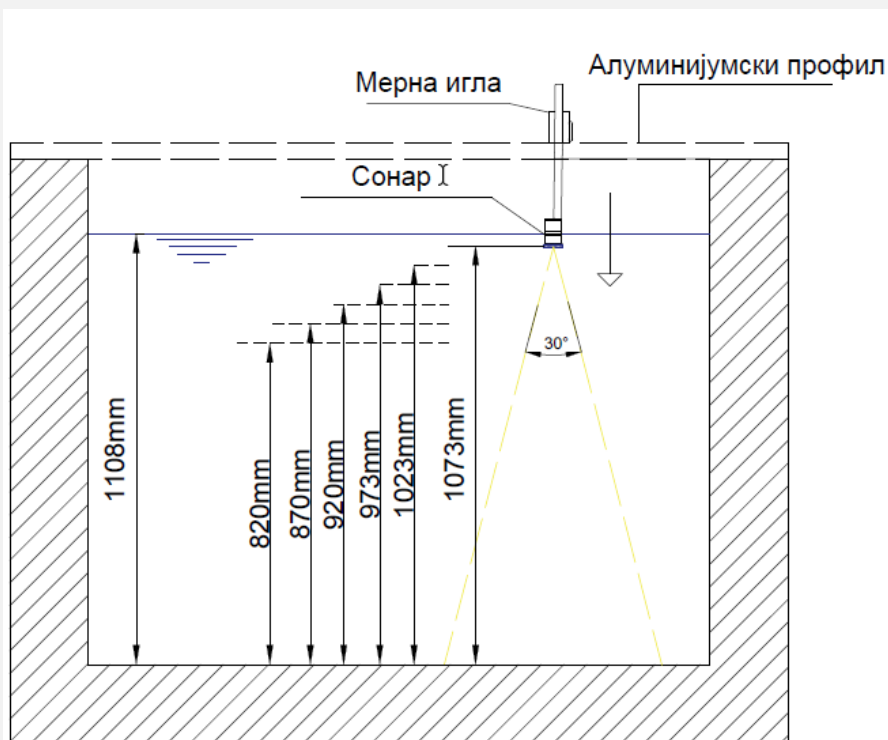 Алуминијумски профил
Мерна игла
Сонар
30°
1108mm
820mm
870mm
920mm
973mm
1023mm
1073mm